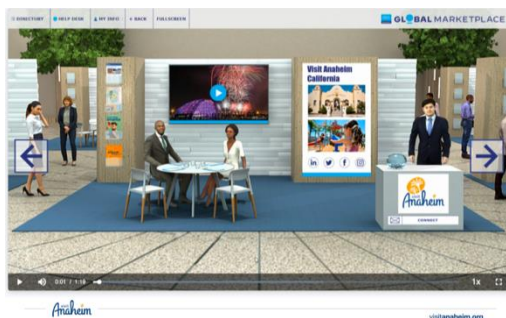 DIRECTORY HELP DESK MY INFO < BACK FULLSCREEN
GLOBAL MARKETPLACE
Visit Anaheim
California
Anaheim
CONNECT
0:01 / 1:16
1x
Anaheim
visitanaheim.org